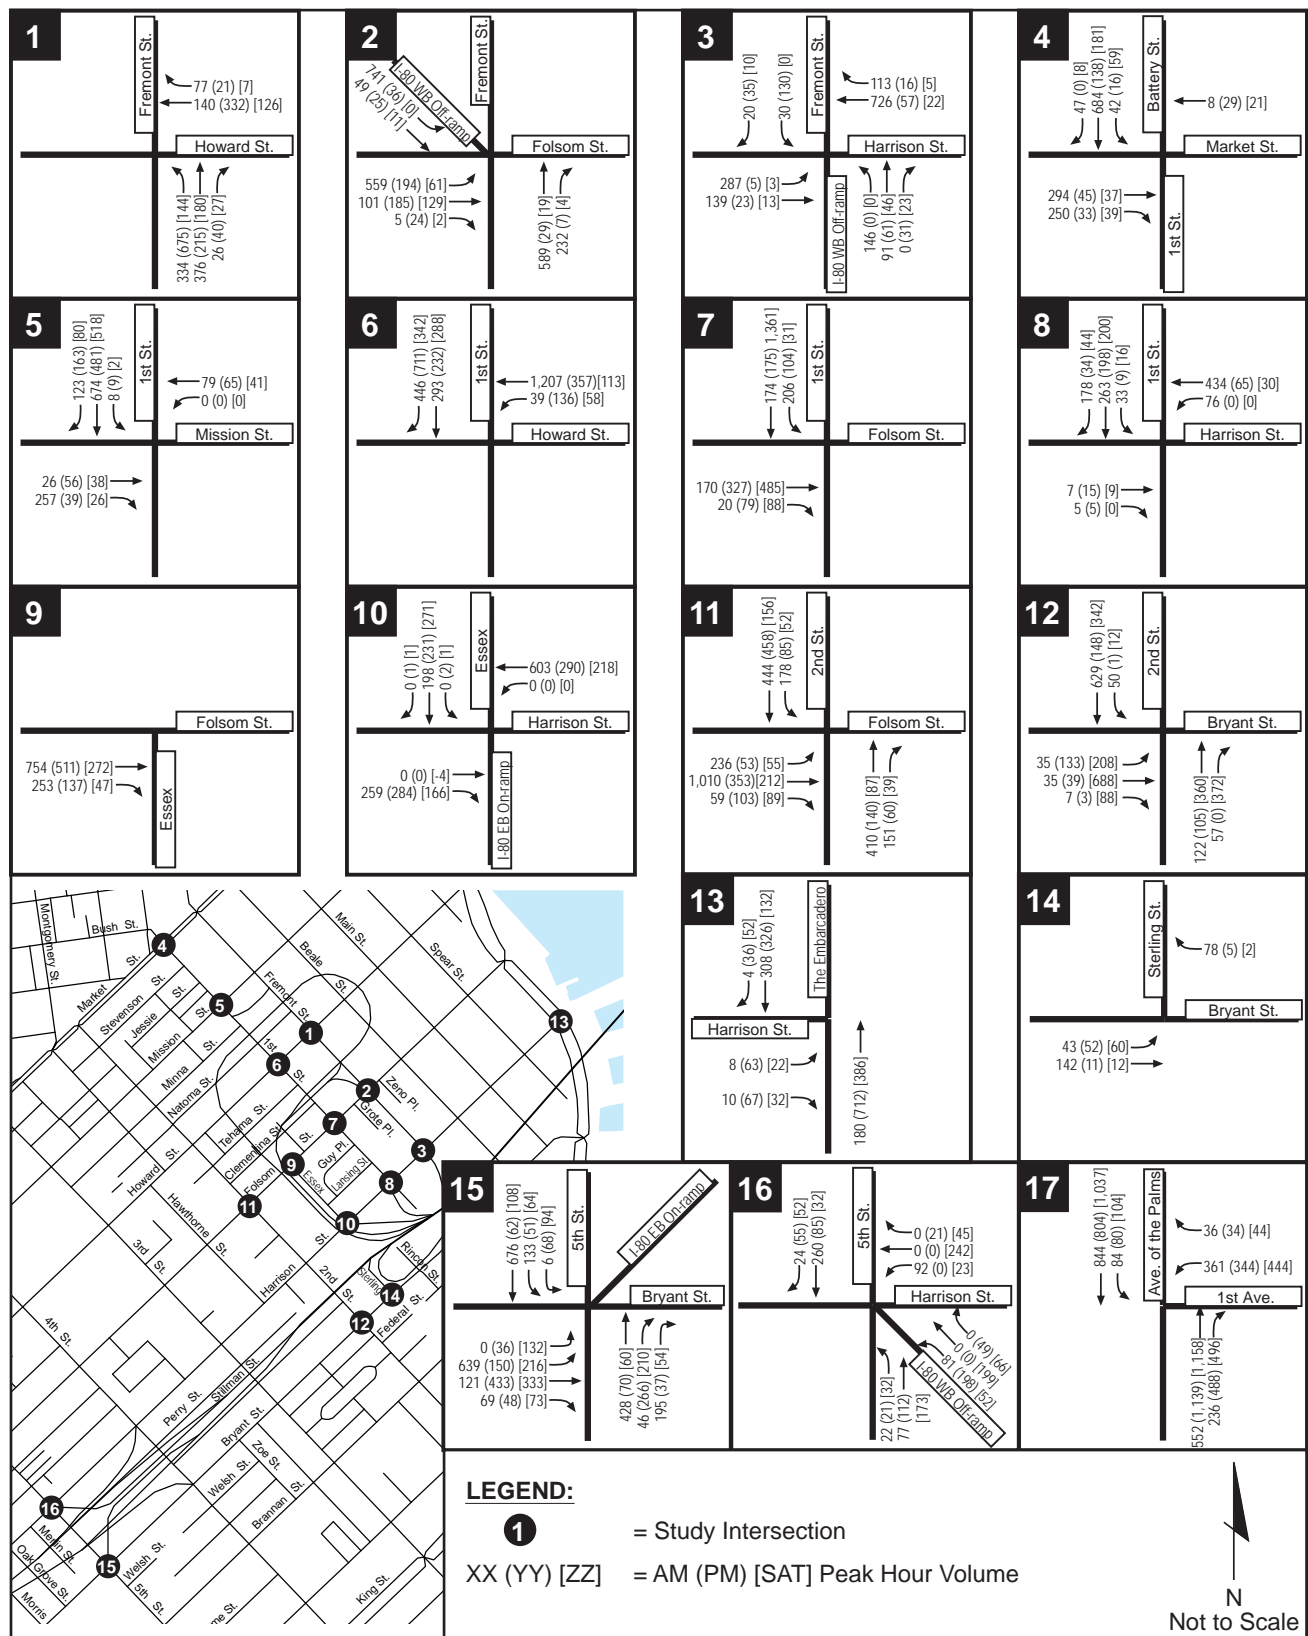 1
Fremont St.
77 (21) [7]
140 (332) [126]
Howard St.
334 (675) [144]
376 (215) [180]
26 (40) [27]
2
I-80 WB Off-ramp
Fremont St.
741 (36) [0]
49 (25) [11]
Folsom St.
559 (194) [61]
101 (185) [129]
5 (24) [2]
589 (29) [19]
232 (7) [4]
3
20 (35) [10]
30 (130) [0]
Fremont St.
113 (16) [5]
726 (57) [22]
Harrison St.
287 (5) [3]
139 (23) [13]
I-80 WB Off-ramp
146 (0) [0]
91 (61) [46]
0 (31) [23]
4
47 (0) [8]
684 (138) [181]
42 (16) [59]
Battery St.
8 (29) [21]
Market St.
294 (45) [37]
250 (33) [39]
1st St.
5
123 (163) [80]
674 (481) [518]
8 (9) [2]
1st St.
79 (65) [41]
0 (0) [0]
Mission St.
26 (56) [38]
257 (39) [26]
6
446 (711) [342]
293 (232) [288]
1st St.
1,207 (357)[113]
39 (136) [58]
Howard St.
7
174 (175) 1,361]
206 (104) [31]
1st St.
Folsom St.
170 (327) [485]
20 (79) [88]
8
178 (34) [44]
263 (198) [200]
33 (9) [16]
1st St.
434 (65) [30]
76 (0) [0]
Harrison St.
7 (15) [9]
5 (5) [0]
9
Folsom St.
754 (511) [272]
253 (137) [47]
Essex
10
0 (1) [1]
198 (231) [271]
0 (2) [1]
Essex
603 (290) [218]
0 (0) [0]
Harrison St.
0 (0) [-4]
259 (284) [166]
I-80 EB On-ramp
11
444 (458) [156]
178 (85) [52]
2nd St.
Folsom St.
236 (53) [55]
1,010 (353)[212]
59 (103) [89]
410 (140) [87]
151 (60) [39]
12
629 (148) [342]
50 (1) [12]
2nd St.
Bryant St.
35 (133) [208]
35 (39) [688]
7 (3) [88]
122 (105) [360]
57 (0) [372]
13
4 (36) [52]
308 (326) [132]
The Embarcadero
Harrison St.
8 (63) [22]
10 (67) [32]
180 (712) [386]
14
Sterling St.
78 (5) [2]
Bryant St.
43 (52) [60]
142 (11) [12]
15
676 (62) [108]
133 (51) [64]
6 (68) [94]
5th St.
I-80 EB On-ramp
Bryant St.
0 (36) [132]
639 (150) [216]
121 (433) [333]
69 (48) [73]
428 (70) [60]
46 (266) [210]
195 (37) [54]
16
24 (55) [52]
260 (85) [32]
5th St.
0 (21) [45]
0 (0) [242]
92 (0) [23]
Harrison St.
0 (49) [66]
0 (0) [199]
81 (198) [52]
I-80 WB Off-ramp
22 (21) [32]
77 (112)
[173]
17
844 (804) [1,037]
84 (80) [104]
Ave. of the Palms
36 (34) [44]
361 (344) [444]
1st Ave.
552 (1,139) [1,158]
236 (488) [496]
Montgomery St.
Bush St.
Market St.
Stevenson St.
Jessie St.
Mission St.
Minna St.
Natoma St.
Howard St.
Tehama St.
Clementina St.
Folsom St.
Main St.
Beale St.
Spear St.
Fremont St.
1st St.
Zeno Pl.
Grote Pl.
Guy Pl.
Lansing St.
Essex
Hawthorne St.
3rd St.
Harrison St.
2nd St.
Rincon St.
Sterling
Federal St.
4th St.
Perry St.
Stillman St.
Bryant St.
Zoe St.
Welsh St.
Brannan St.
Merlin St.
Oak Grove St.
Morris
Welsh St.
5th St.
me St.
King St.
4
5
1
6
13
2
7
3
9
8
11
10
14
12
16
15
LEGEND:
1 = Study Intersection
XX (YY) [ZZ] = AM (PM) [SAT] Peak Hour Volume
N
Not to Scale